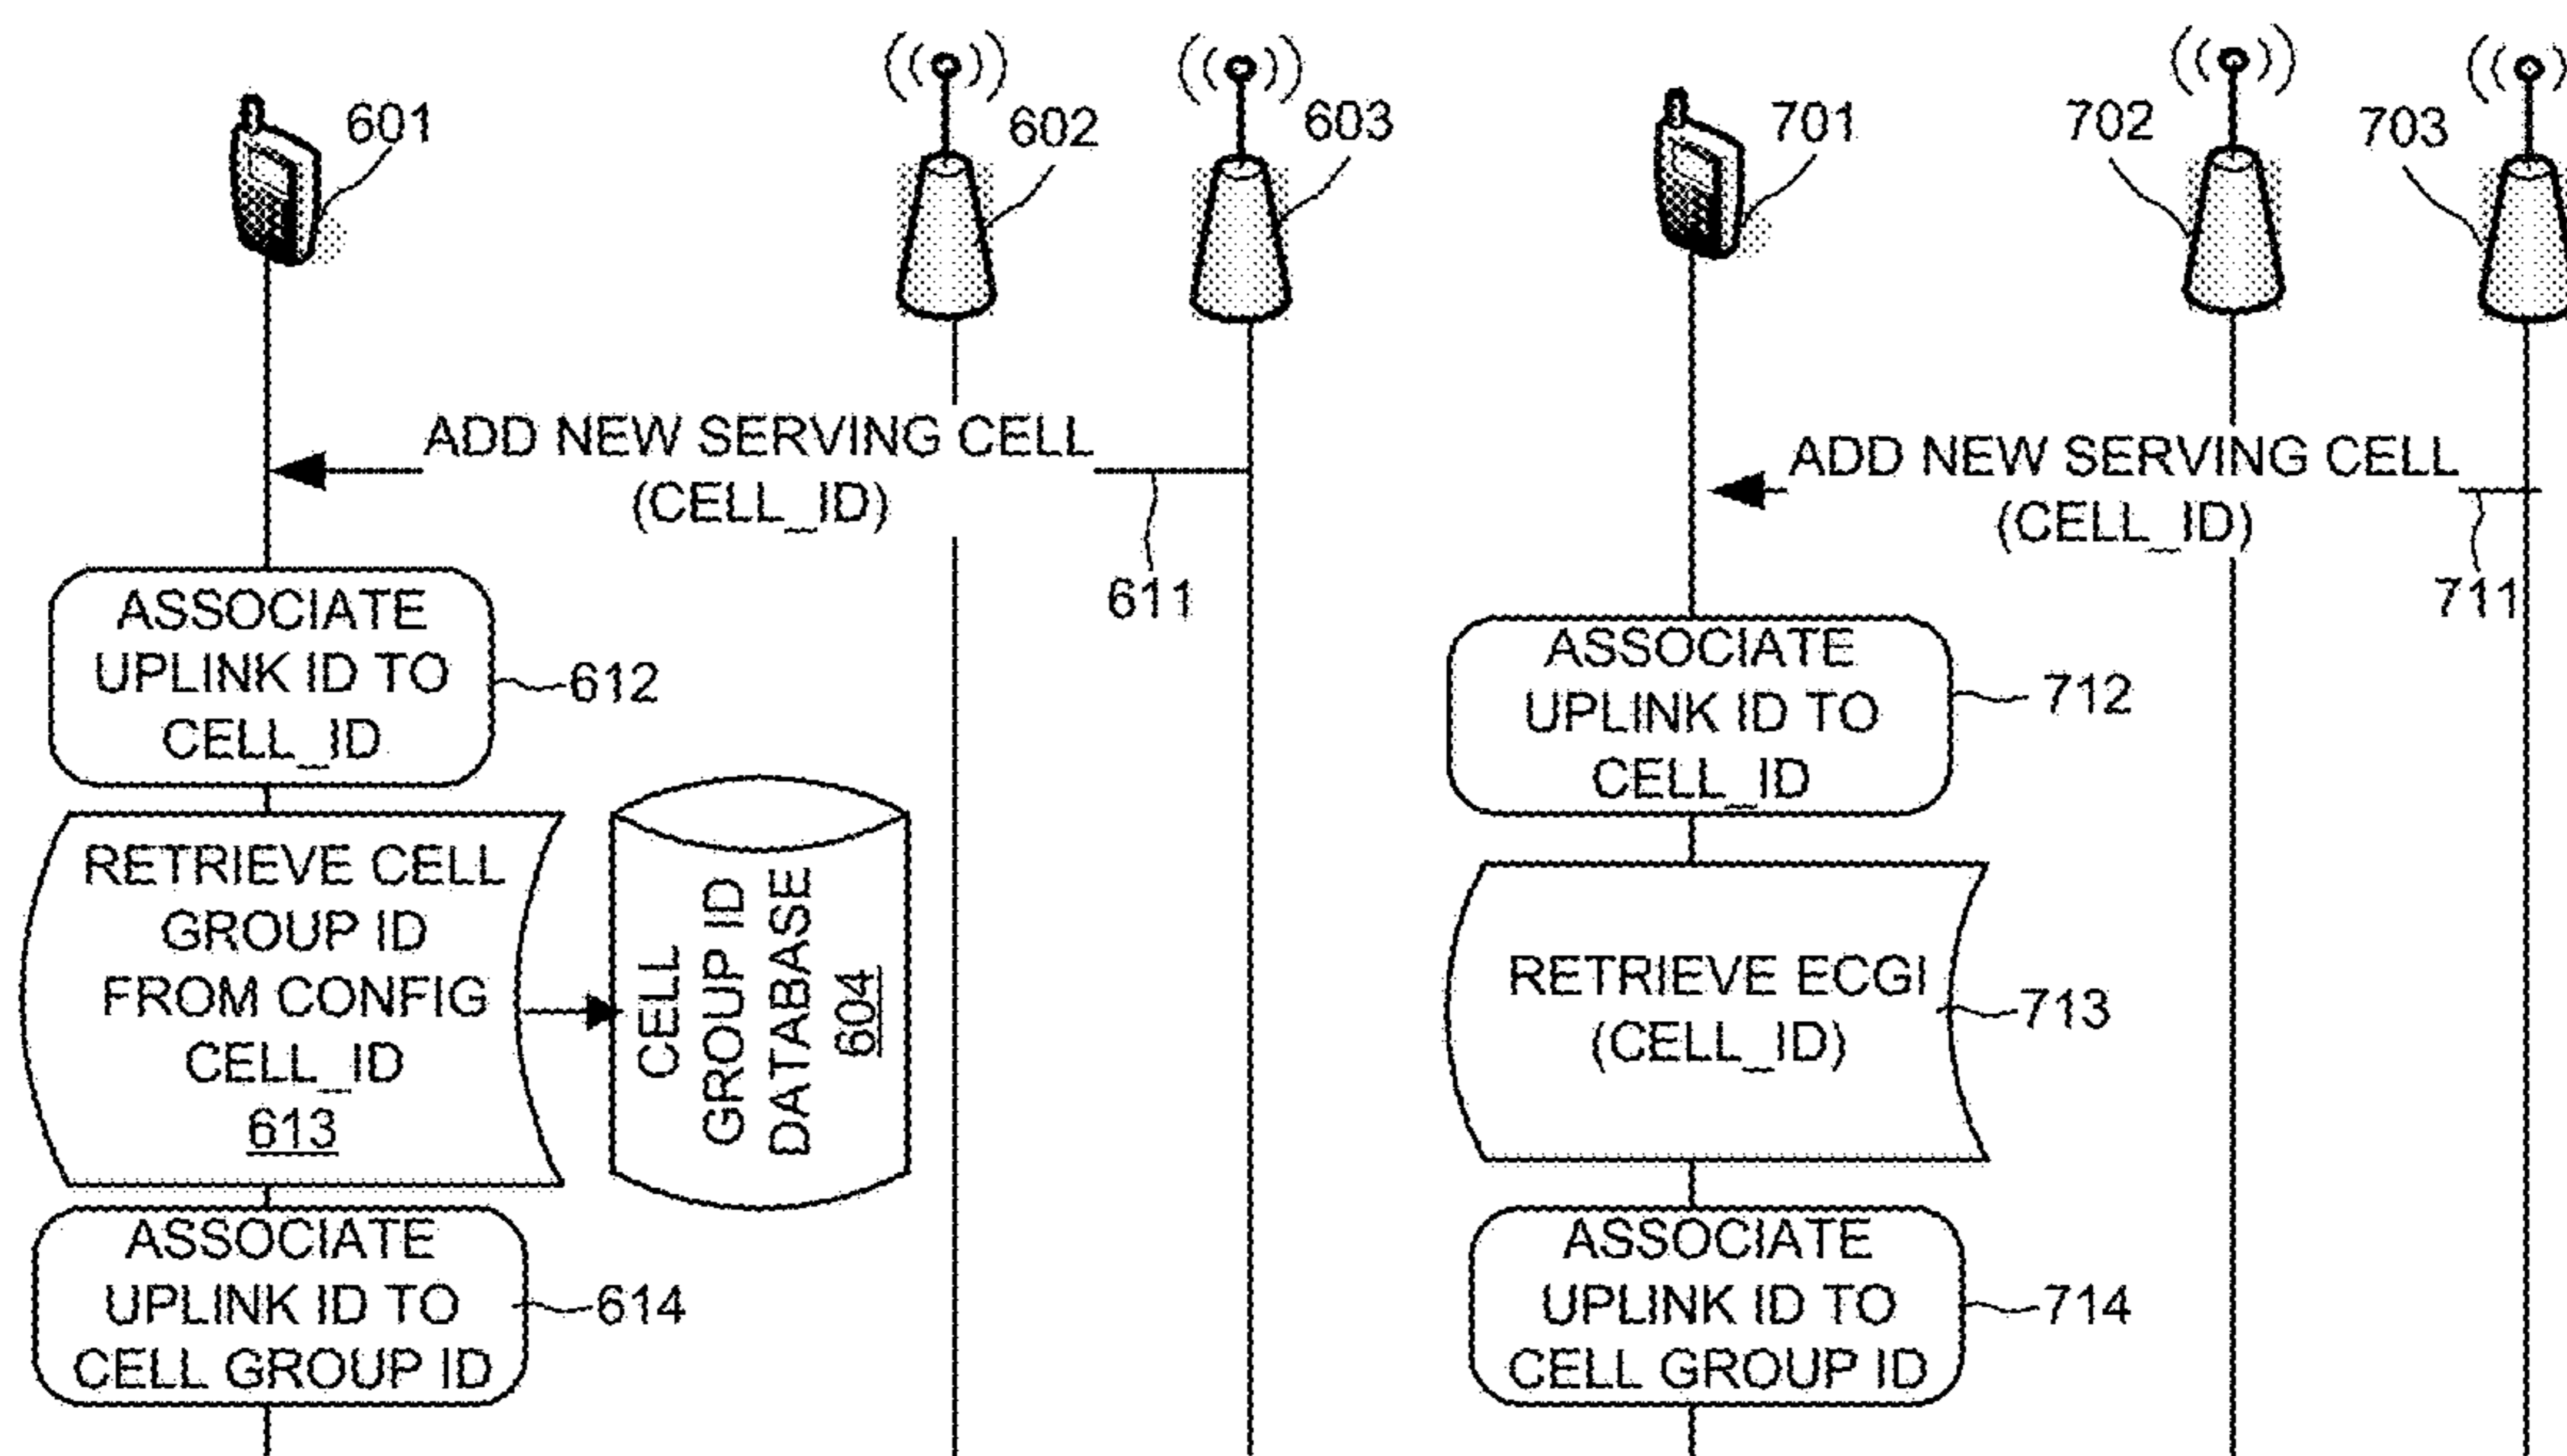 601
602
603
ADD NEW SERVING CELL
(CELL_ID)
611
ASSOCIATE
UPLINK ID TO
CELL_ID
612
RETRIEVE CELL
GROUP ID
FROM CONFIG
CELL_ID
613
CELL
GROUP ID
DATABASE
604
ASSOCIATE
UPLINK ID TO
CELL GROUP ID
614
701
702
703
ADD NEW SERVING CELL
(CELL_ID)
711
ASSOCIATE
UPLINK ID TO
CELL_ID
712
RETRIEVE ECGI
(CELL_ID)
713
ASSOCIATE
UPLINK ID TO
CELL GROUP ID
714